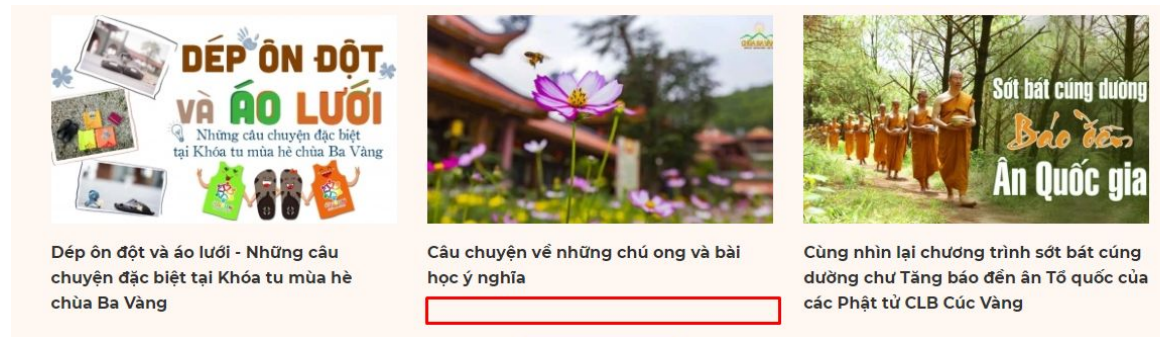 DÉP ÔN ĐỘT
VÀ ÁO LƯỚI
Những câu chuyện đặc biệt
tại Khóa tu mùa hè chùa Ba Vàng
Sớt bát cúng dường
Báo đền
Ân Quốc gia
Dép ôn đột và áo lưới - Những câu
chuyện đặc biệt tại Khóa tu mùa hè
chùa Ba Vàng
Câu chuyện về những chú ong và bài
học ý nghĩa
Cùng nhìn lại chương trình sớt bát cúng
dường chư Tăng báo đền ân Tổ quốc của
các Phật tử CLB Cúc Vàng